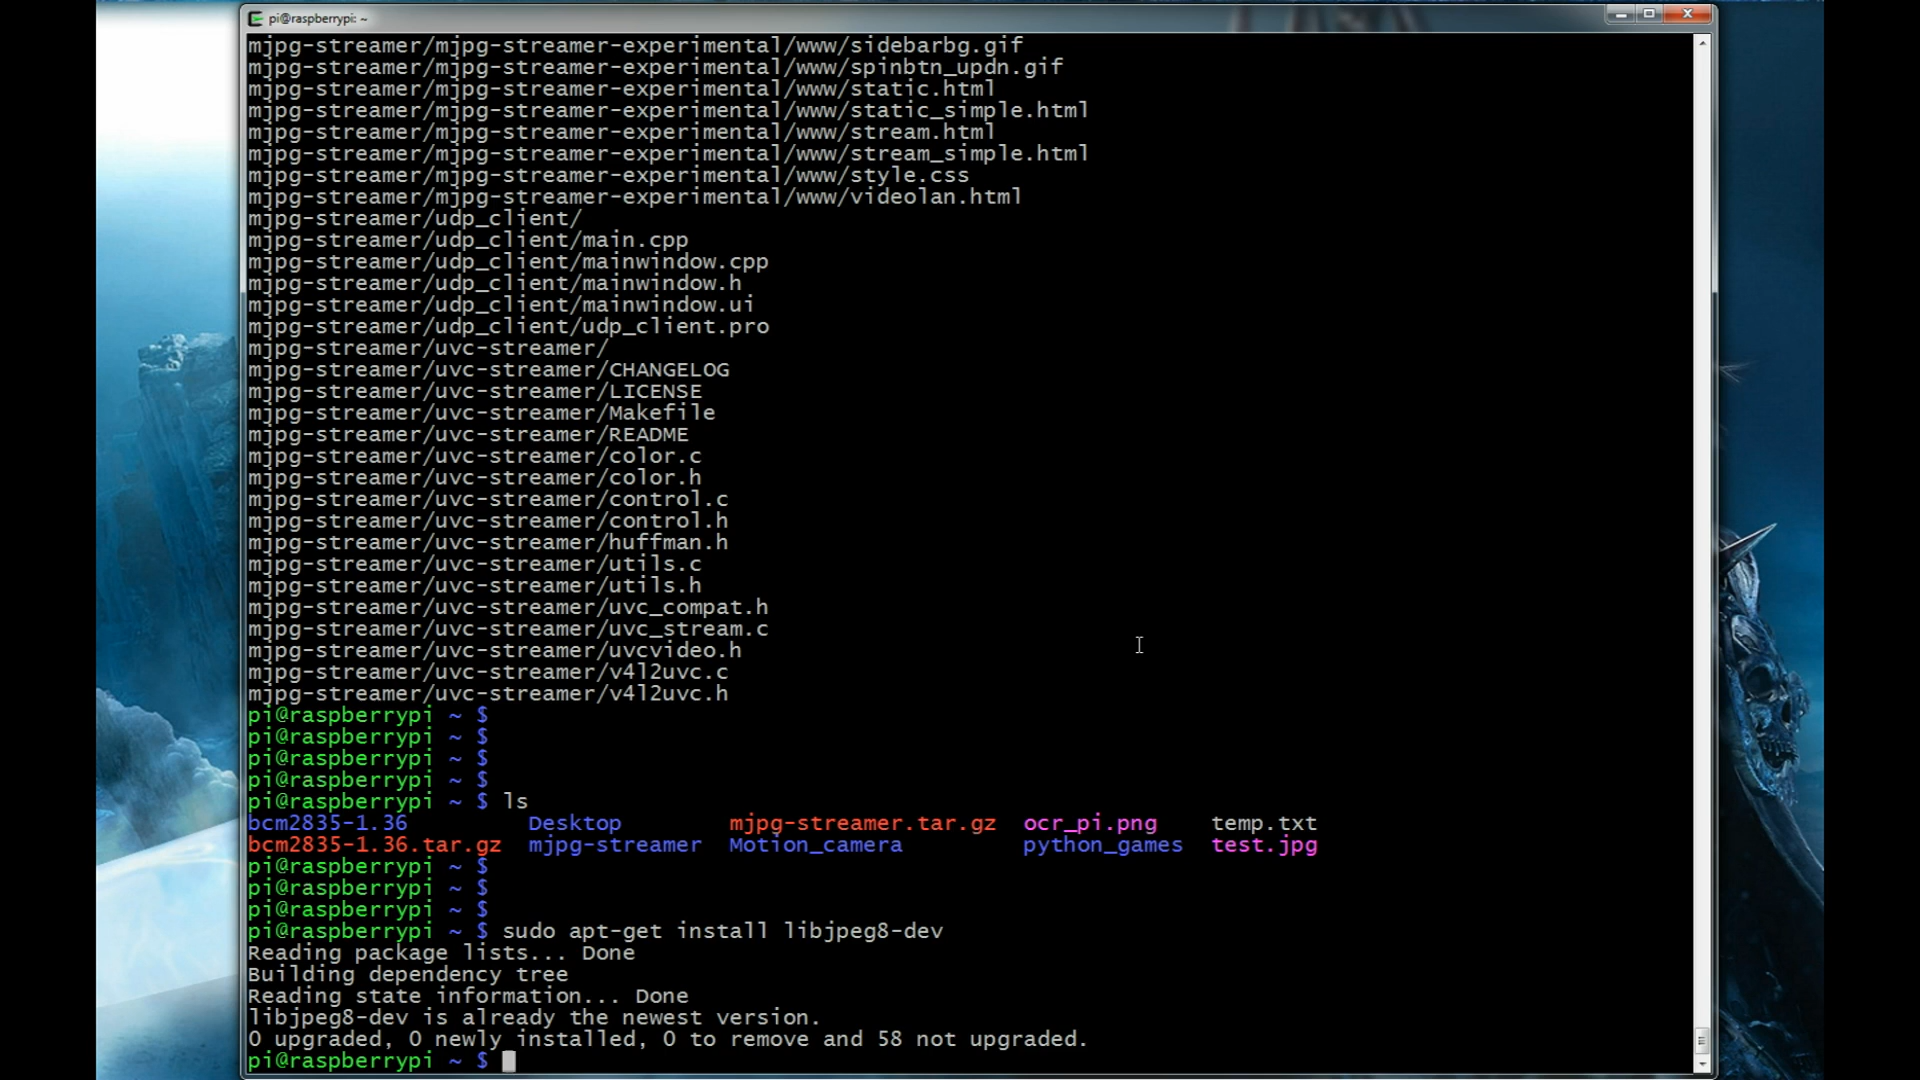 pi@raspberrypi: ~
mjpg-streamer/mjpg-streamer-experimental/www/sidebarbg.gif
mjpg-streamer/mjpg-streamer-experimental/www/spinbtn_updn.gif
mjpg-streamer/mjpg-streamer-experimental/www/static.html
mjpg-streamer/mjpg-streamer-experimental/www/static_simple.html
mjpg-streamer/mjpg-streamer-experimental/www/stream.html
mjpg-streamer/mjpg-streamer-experimental/www/stream_simple.html
mjpg-streamer/mjpg-streamer-experimental/www/style.css
mjpg-streamer/mjpg-streamer-experimental/www/videolan.html
mjpg-streamer/udp_client/
mjpg-streamer/udp_client/main.cpp
mjpg-streamer/udp_client/mainwindow.cpp
mjpg-streamer/udp_client/mainwindow.h
mjpg-streamer/udp_client/mainwindow.ui
mjpg-streamer/udp_client/udp_client.pro
mjpg-streamer/uvc-streamer/
mjpg-streamer/uvc-streamer/CHANGELOG
mjpg-streamer/uvc-streamer/LICENSE
mjpg-streamer/uvc-streamer/Makefile
mjpg-streamer/uvc-streamer/README
mjpg-streamer/uvc-streamer/color.c
mjpg-streamer/uvc-streamer/color.h
mjpg-streamer/uvc-streamer/control.c
mjpg-streamer/uvc-streamer/control.h
mjpg-streamer/uvc-streamer/huffman.h
mjpg-streamer/uvc-streamer/utils.c
mjpg-streamer/uvc-streamer/utils.h
mjpg-streamer/uvc-streamer/uvc_compat.h
mjpg-streamer/uvc-streamer/uvc_stream.c
mjpg-streamer/uvc-streamer/uvcvideo.h
mjpg-streamer/uvc-streamer/v4l2uvc.c
mjpg-streamer/uvc-streamer/v4l2uvc.h
pi@raspberrypi ~ $
pi@raspberrypi ~ $
pi@raspberrypi ~ $
pi@raspberrypi ~ $
pi@raspberrypi ~ $ ls
bcm2835-1.36 Desktop mjpg-streamer.tar.gz ocr_pi.png temp.txt
bcm2835-1.36.tar.gz mjpg-streamer Motion_camera python_games test.jpg
pi@raspberrypi ~ $
pi@raspberrypi ~ $
pi@raspberrypi ~ $
pi@raspberrypi ~ $ sudo apt-get install libjpeg8-dev
Reading package lists... Done
Building dependency tree
Reading state information... Done
libjpeg8-dev is already the newest version.
0 upgraded, 0 newly installed, 0 to remove and 58 not upgraded.
pi@raspberrypi ~ $